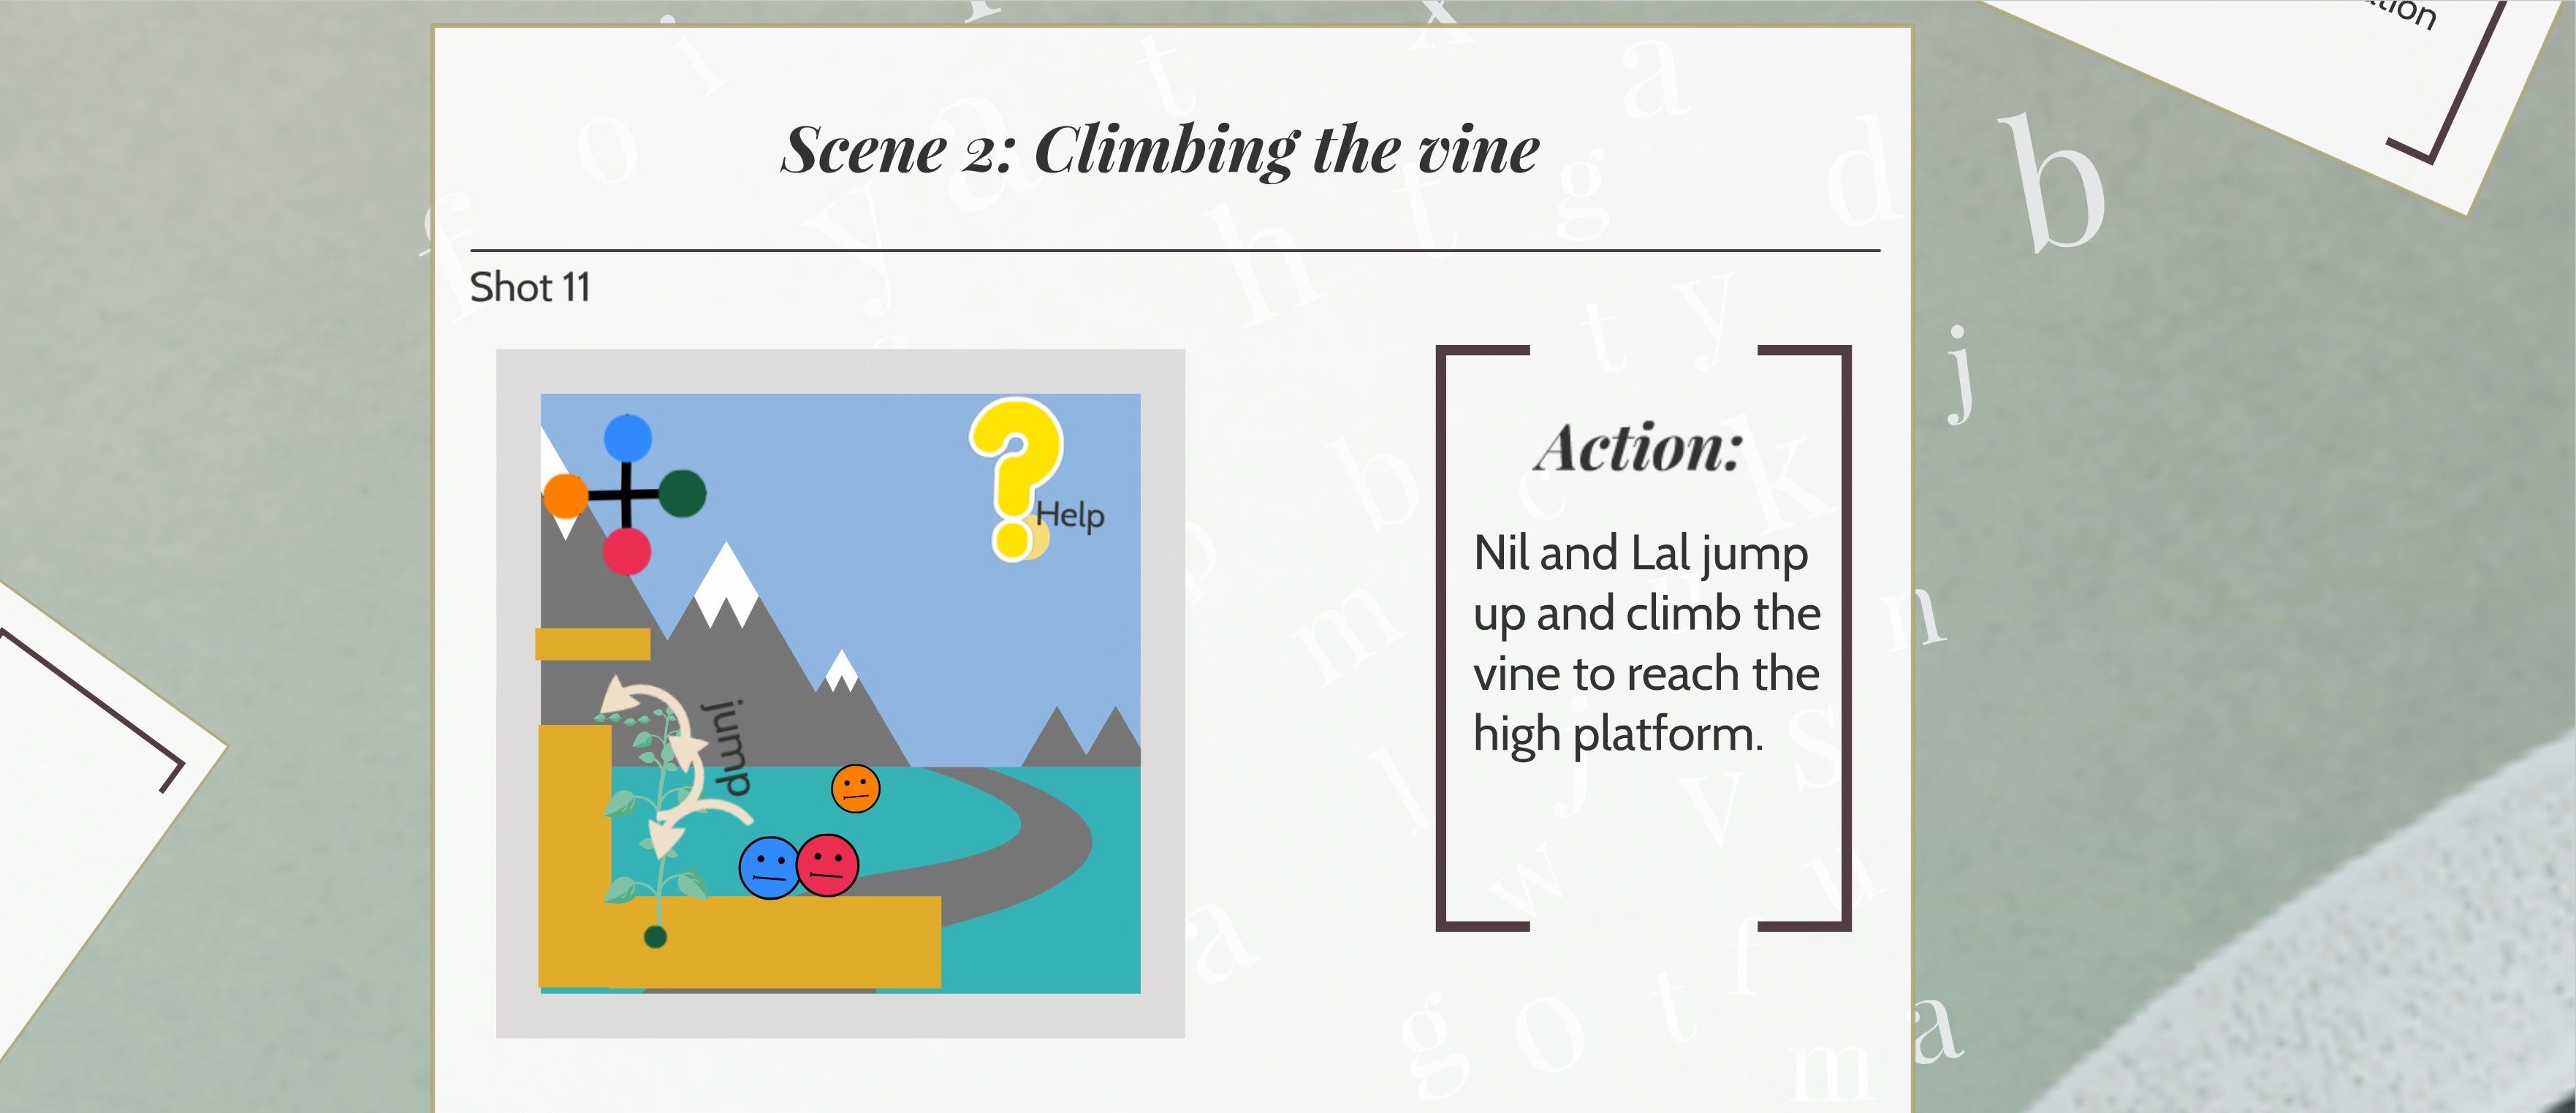 Scene 2: Climbing the vine
Shot 11
Help
jump
Action:
Nil and Lal jump
up and climb the
vine to reach the
high platform.